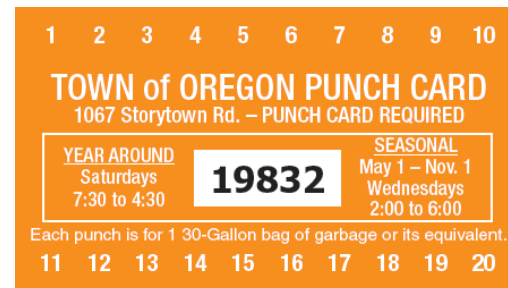 1 2 3 4 5 6 7 8 9 10
TOWN of OREGON PUNCH CARD
1067 Storytown Rd. – PUNCH CARD REQUIRED
YEAR AROUND
Saturdays
7:30 to 4:30
19832
SEASONAL
May 1 – Nov. 1
Wednesdays
2:00 to 6:00
Each punch is for 1 30-Gallon bag of garbage or its equivalent.
11 12 13 14 15 16 17 18 19 20